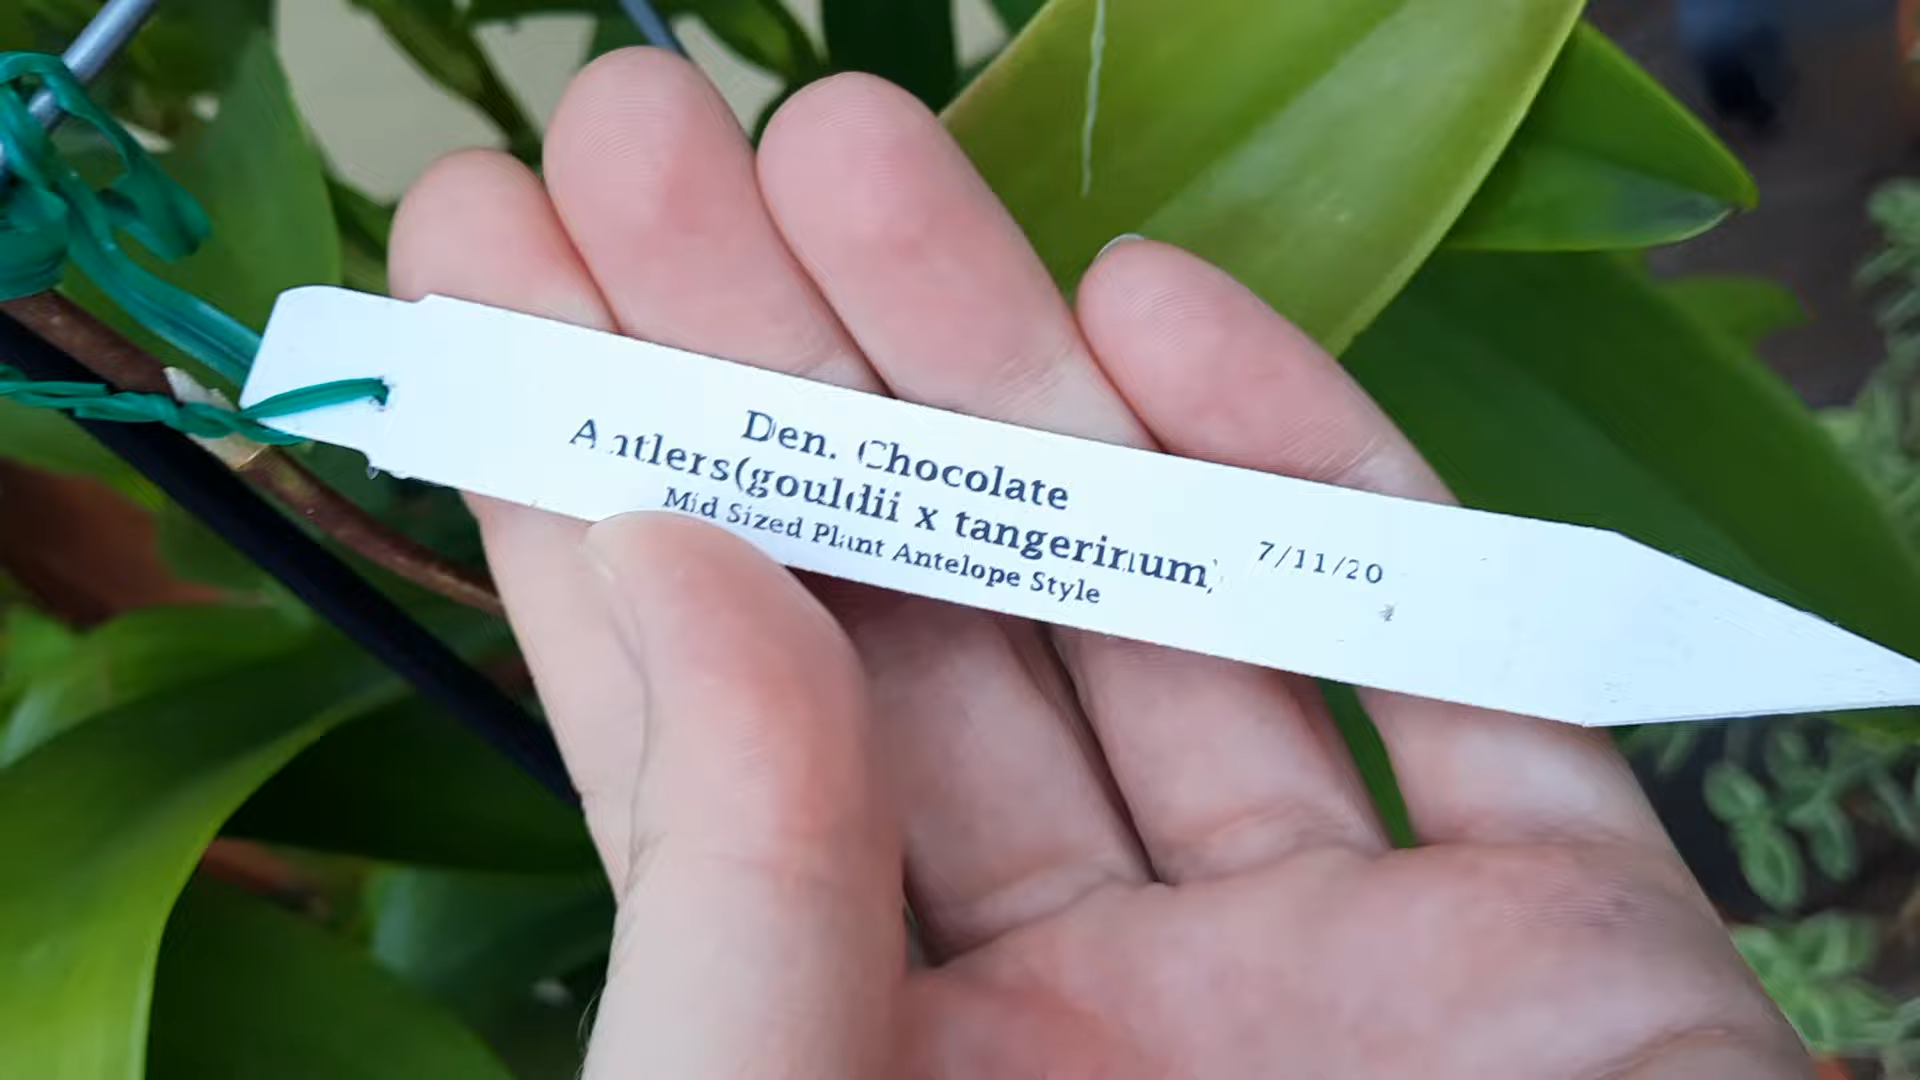 Den. Chocolate
Antlers(gouldii x tangerinum)
Mid Sized Plant Antelope Style
7/11/20